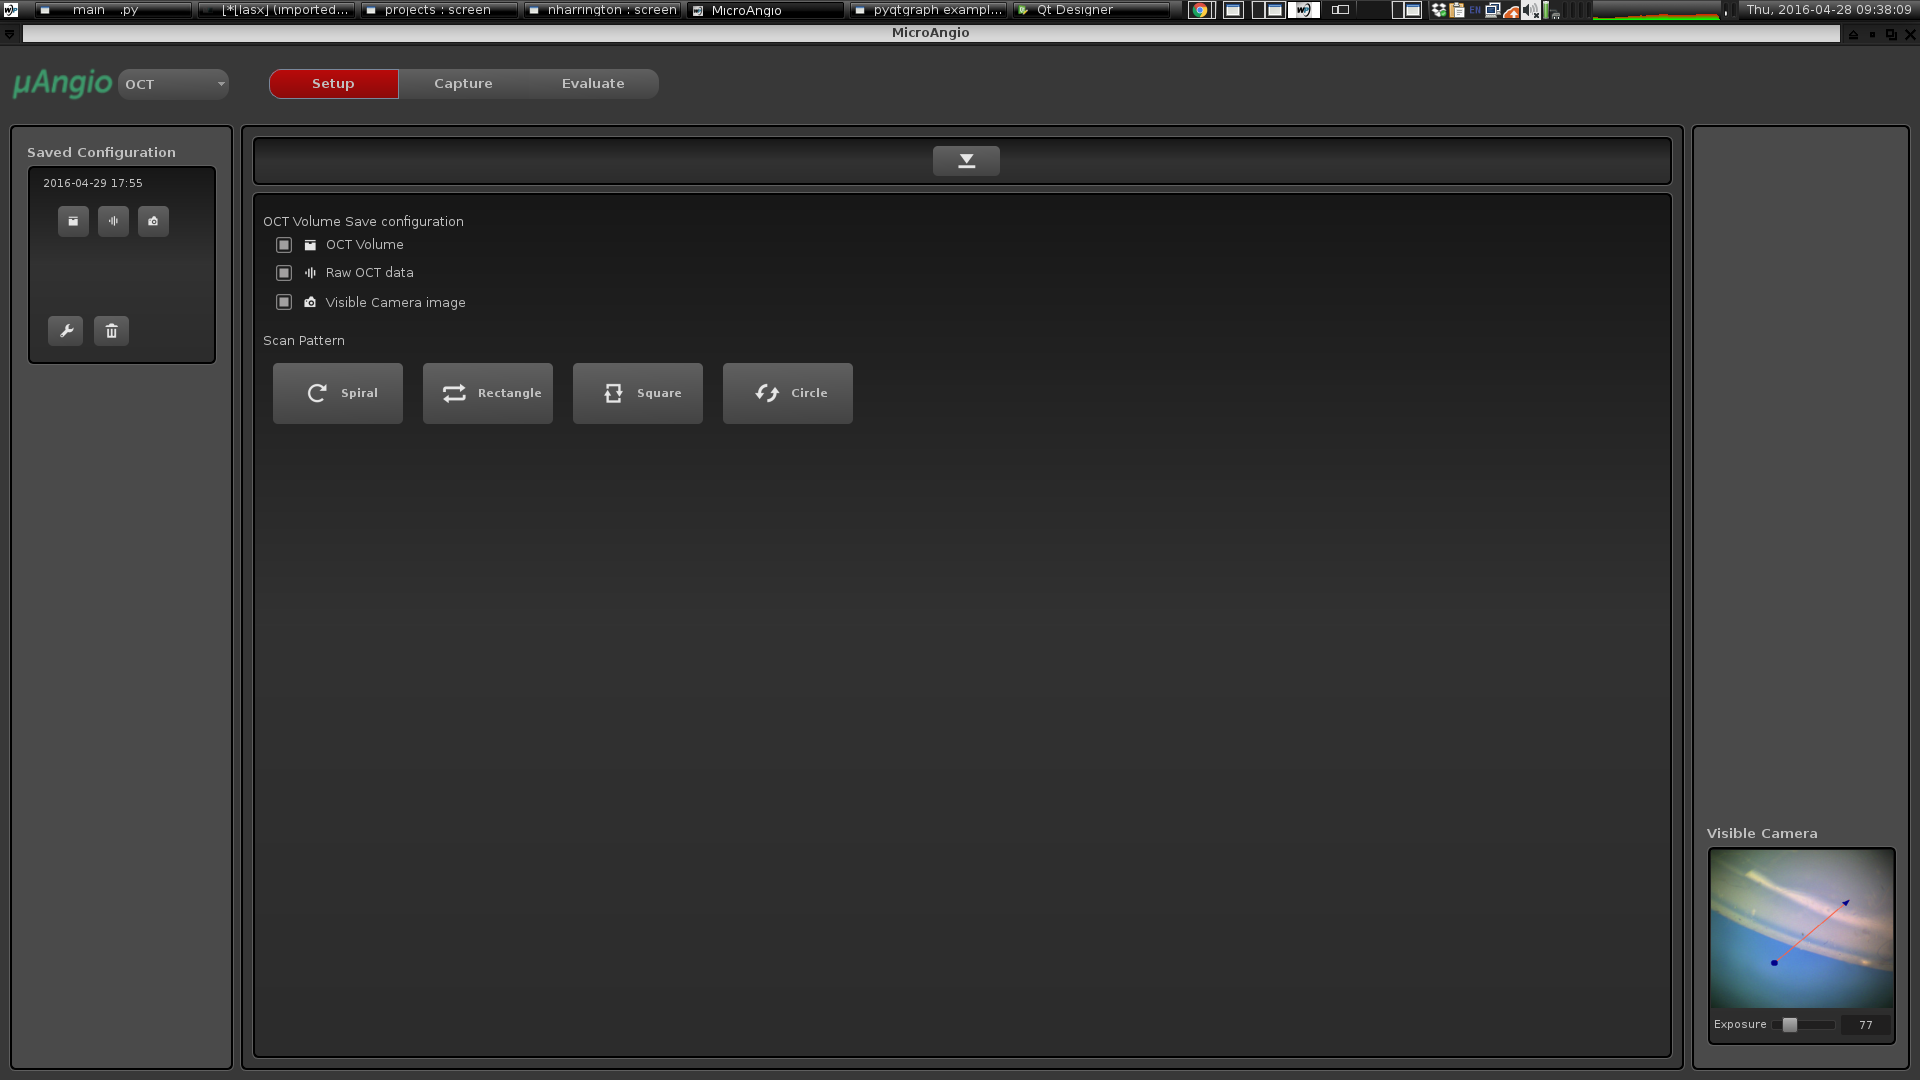 main .py
[*[lasx] (imported...
projects : screen
nharrington : screen
MicroAngio
pyqtgraph exampl...
Qt Designer
EN
Thu, 2016-04-28 09:38:09
MicroAngio
µAngio
OCT
Setup
Capture
Evaluate
Saved Configuration
2016-04-29 17:55
OCT Volume Save configuration
OCT Volume
Raw OCT data
Visible Camera image
Scan Pattern
Spiral
Rectangle
Square
Circle
Visible Camera
Exposure
77